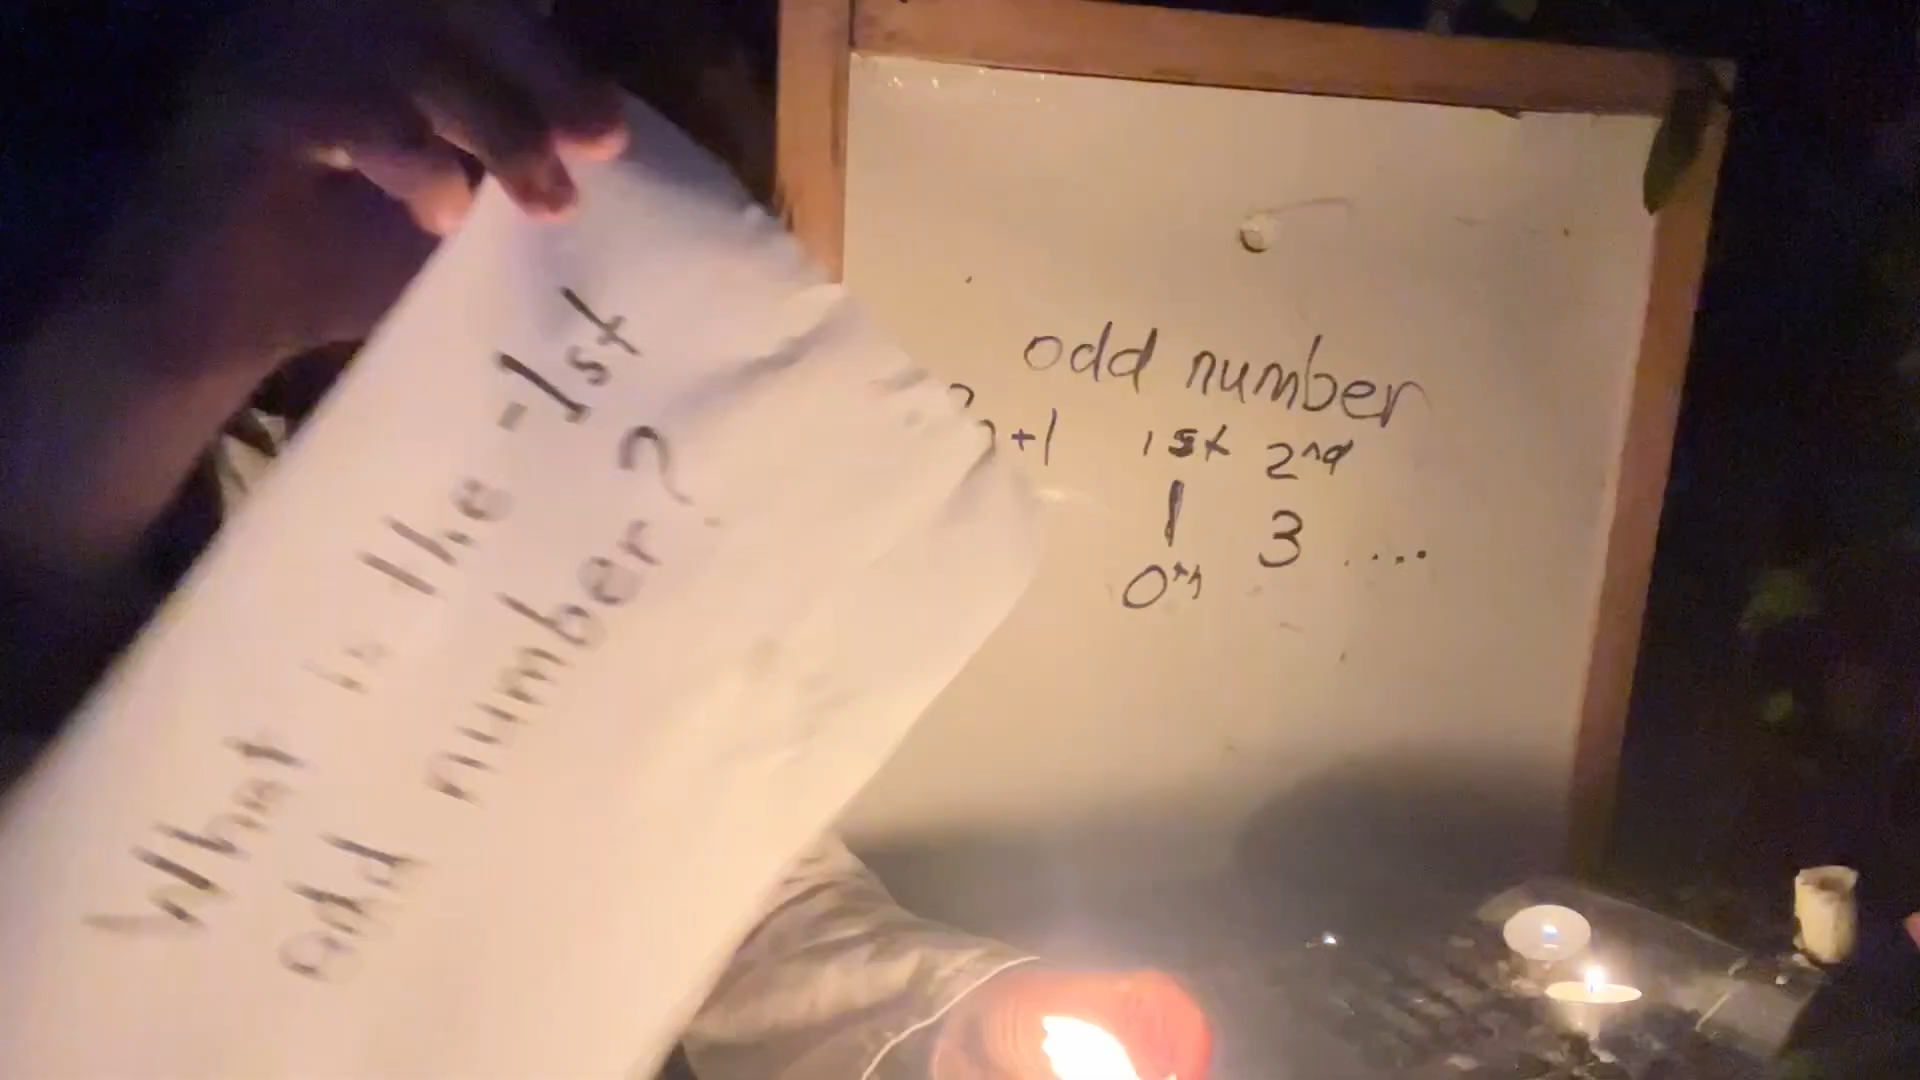 What is the -1st
odd number?
odd number
+1 1st 2nd
1 3 ....
0th